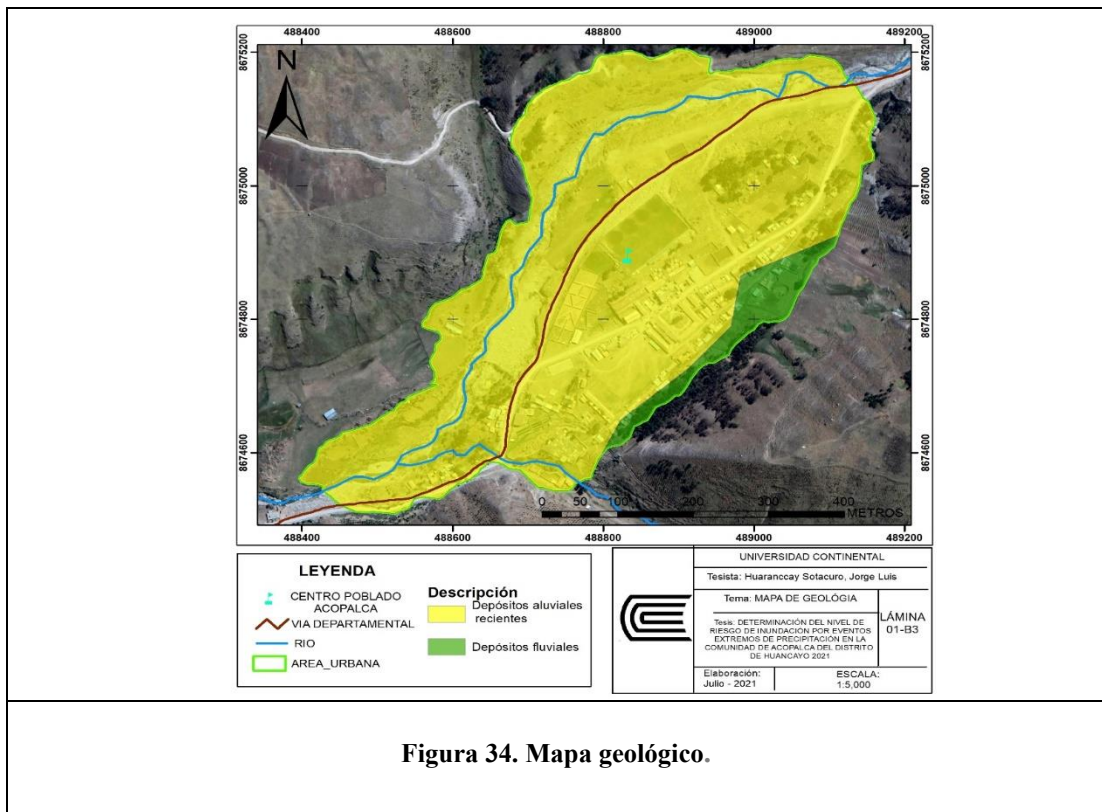 488400 488600 488800 489000 489200
8675200 8675200
N
8675000 8675000
8674800 8674800
8674600 8674600
0 50 100 200 300 400
METROS
488400 488600 488800 489000 489200
LEYENDA
CENTRO POBLADO
ACOPALCA
VIA DEPARTAMENTAL
RIO
AREA_URBANA
Descripción
Depósitos aluviales
recientes
Depósitos fluviales
UNIVERSIDAD CONTINENTAL
Tesista: Huaranccay Sotacuro, Jorge Luis
Tema: MAPA DE GEOLÓGIA
Tesis: DETERMINACIÓN DEL NIVEL DE
RIESGO DE INUNDACIÓN POR EVENTOS
EXTREMOS DE PRECIPITACIÓN EN LA
COMUNIDAD DE ACOPALCA DEL DISTRITO
DE HUANCAYO 2021
LÁMINA
01-B3
Elaboración:
Julio - 2021
ESCALA:
1:5,000
Figura 34. Mapa geológico.